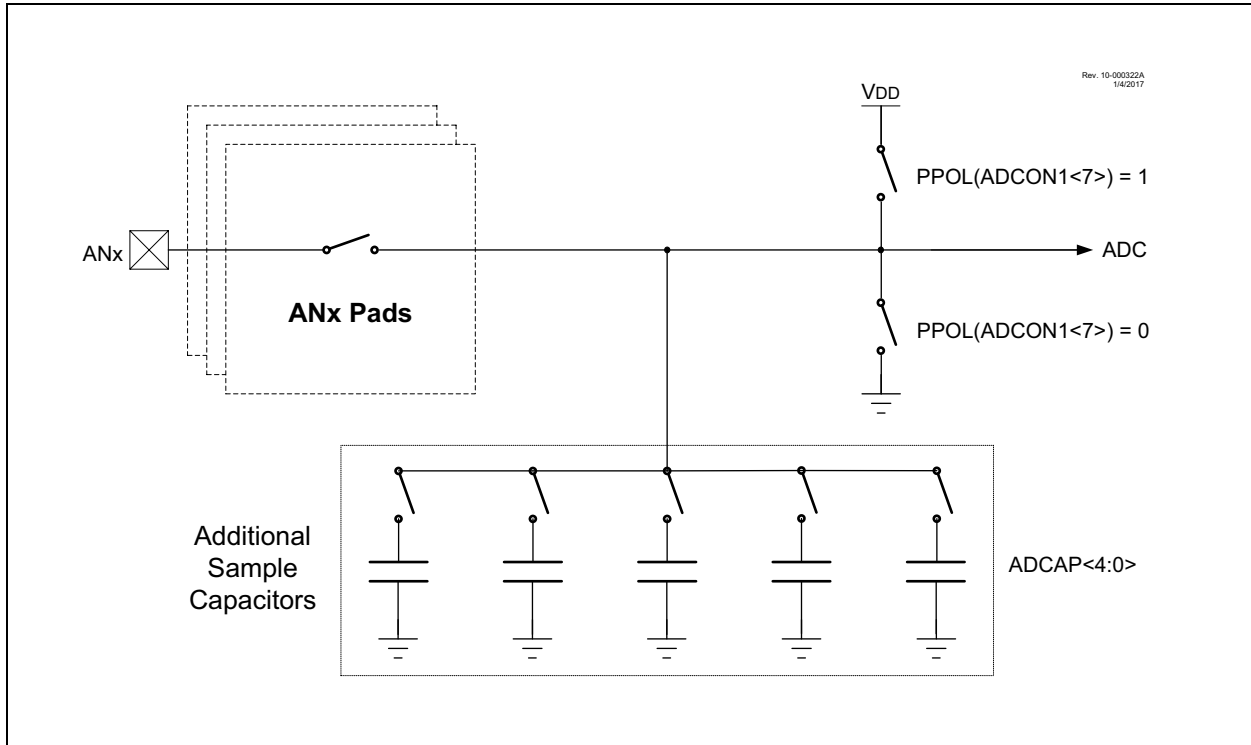 Rev. 10-000322A
1/4/2017
VDD
PPOL(ADCON1<7>) = 1
ANx
ADC
ANx Pads
PPOL(ADCON1<7>) = 0
Additional
Sample
Capacitors
ADCAP<4:0>